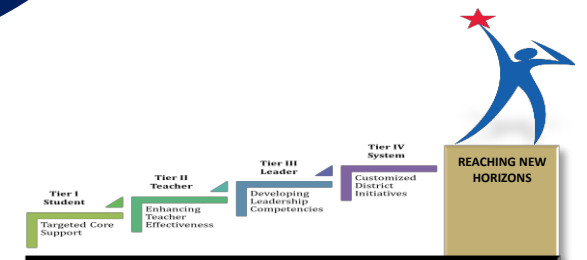 Tier I
Student
Targeted Core
Support
Tier II
Teacher
Enhancing
Teacher
Effectiveness
Tier III
Leader
Developing
Leadership
Competencies
Tier IV
System
Customized
District
Initiatives
REACHING NEW
HORIZONS